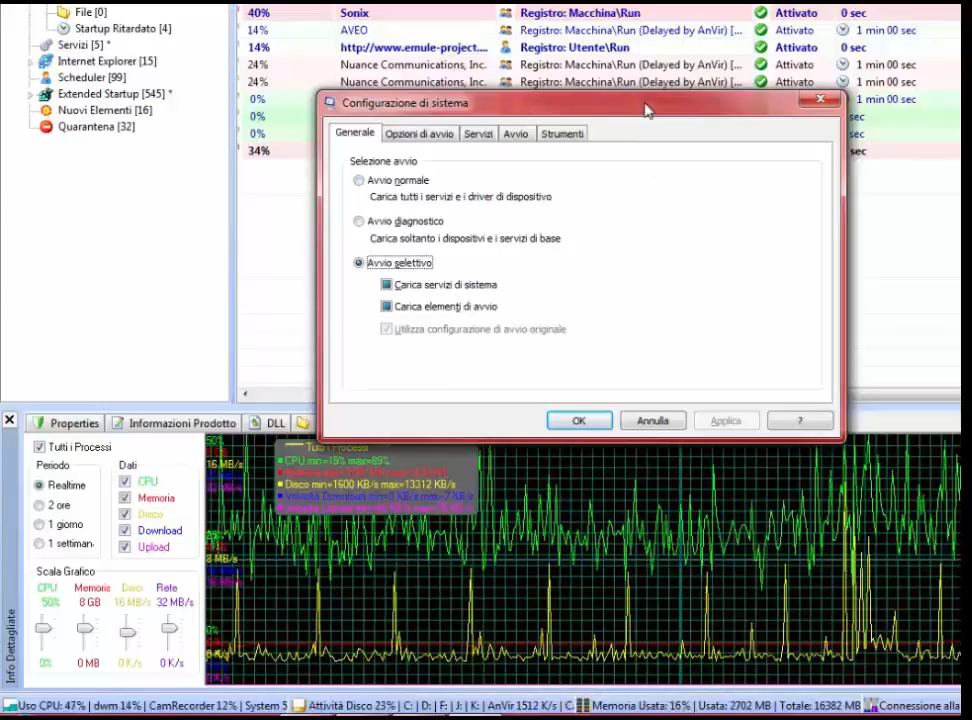 File [0]
Startup Ritardato [4]
Servizi [5] *
Internet Explorer [15]
Scheduler [99]
Extended Startup [545] *
Nuovi Elementi [16]
Quarantena [32]
40% Sonix Registro: Macchina\Run Attivato 0 sec
14% AVEO Registro: Macchina\Run (Delayed by AnVir) [... Attivato 1 min 00 sec
14% http://www.emule-project.... Registro: Utente\Run Attivato 0 sec
24% Nuance Communications, Inc. Registro: Macchina\Run (Delayed by AnVir) [... Attivato 1 min 00 sec
24% Nuance Communications, Inc. Registro: Macchina\Run (Delayed by AnVir) [... Attivato 1 min 00 sec
0% 1 min 00 sec
0% sec
0% sec
34% sec
Configurazione di sistema
Generale Opzioni di avvio Servizi Avvio Strumenti
Selezione avvio
Avvio normale
Carica tutti i servizi e i driver di dispositivo
Avvio diagnostico
Carica soltanto i dispositivi e i servizi di base
Avvio selettivo
Carica servizi di sistema
Carica elementi di avvio
Utilizza configurazione di avvio originale
OK Annulla Applica ?
Properties Informazioni Prodotto DLL
Tutti i Processi
Periodo Dati
Realtime CPU
2 ore Memoria
1 giorno Disco
Download
1 settiman Upload
Scala Grafico
CPU Memoria Disco Rete
50% 8 GB 16 MB/s 32 MB/s
0% 0 MB 0 K/s 0 K/s
Info Dettagliate
50%
16 MB/s
Tutti i Processi
CPU min=19% max=89%
Disco min=1600 KB/s max=13312 KB/s
Velocità Download min=0 KB/s max=7 KB/s
25%
8 MB/s
0%
0 K/s
Uso CPU: 47% | dwm 14% | CamRecorder 12% | System 5 Attività Disco 23% | C: | D: | F: | J: | K: | AnVir 1512 K/s | C. Memoria Usata: 16% | Usata: 2702 MB | Totale: 16382 MB Connessione alla